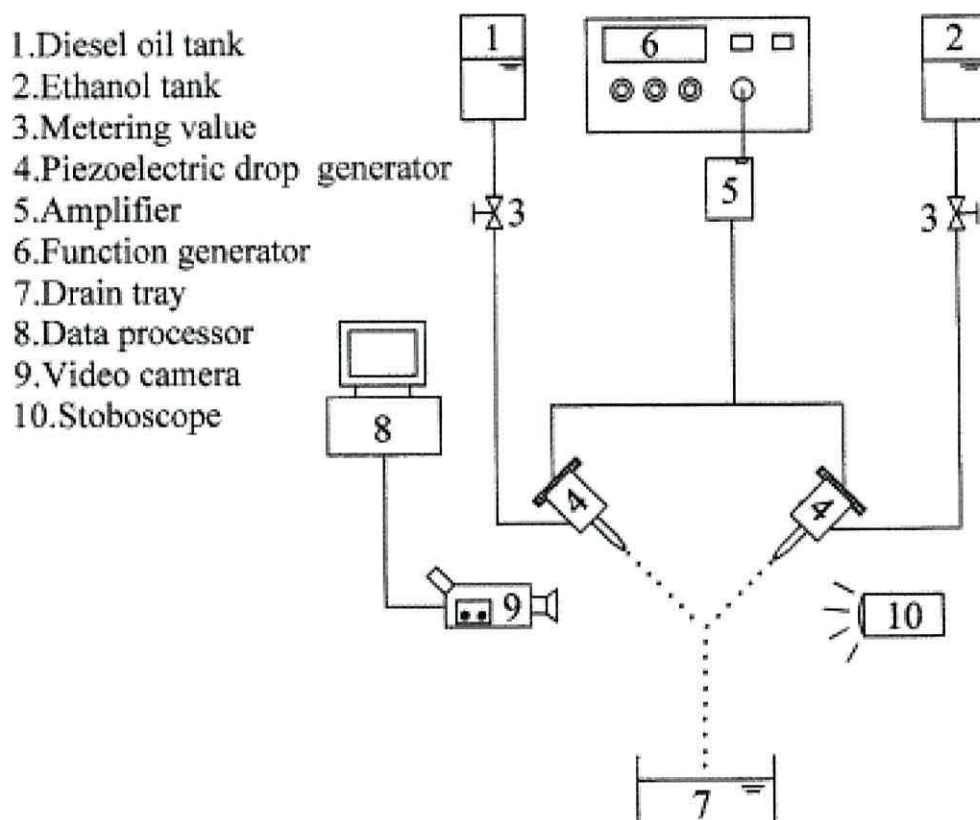 1.Diesel oil tank
2.Ethanol tank
3.Metering value
4.Piezoelectric drop generator
5.Amplifier
6.Function generator
7.Drain tray
8.Data processor
9.Video camera
10.Stoboscope
1
6
2
5
3
3
8
4
4
9
10
7